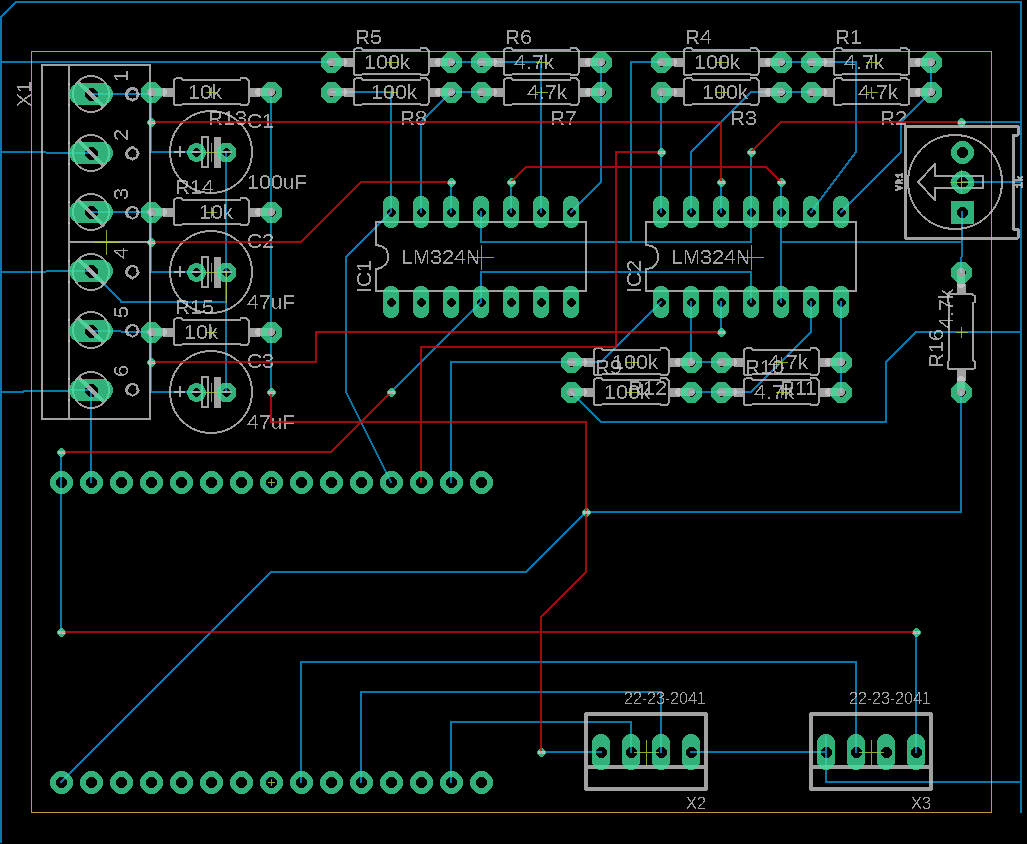 R5
R6
R4
R1
X1
1
10k
100k
4.7k
100k
4.7k
100k
4.7k
100k
4.7k
R13
C1
R8
R7
R3
R2
2
100uF
VR1
1k
3
R14
10k
C2
4
LM324N
IC1
LM324N
IC2
47uF
4.7k
R16
5
R15
10k
C3
6
100k
R9
4.7k
R10
100k
R12
4.7k
R11
47uF
22-23-2041
22-23-2041
X2
X3